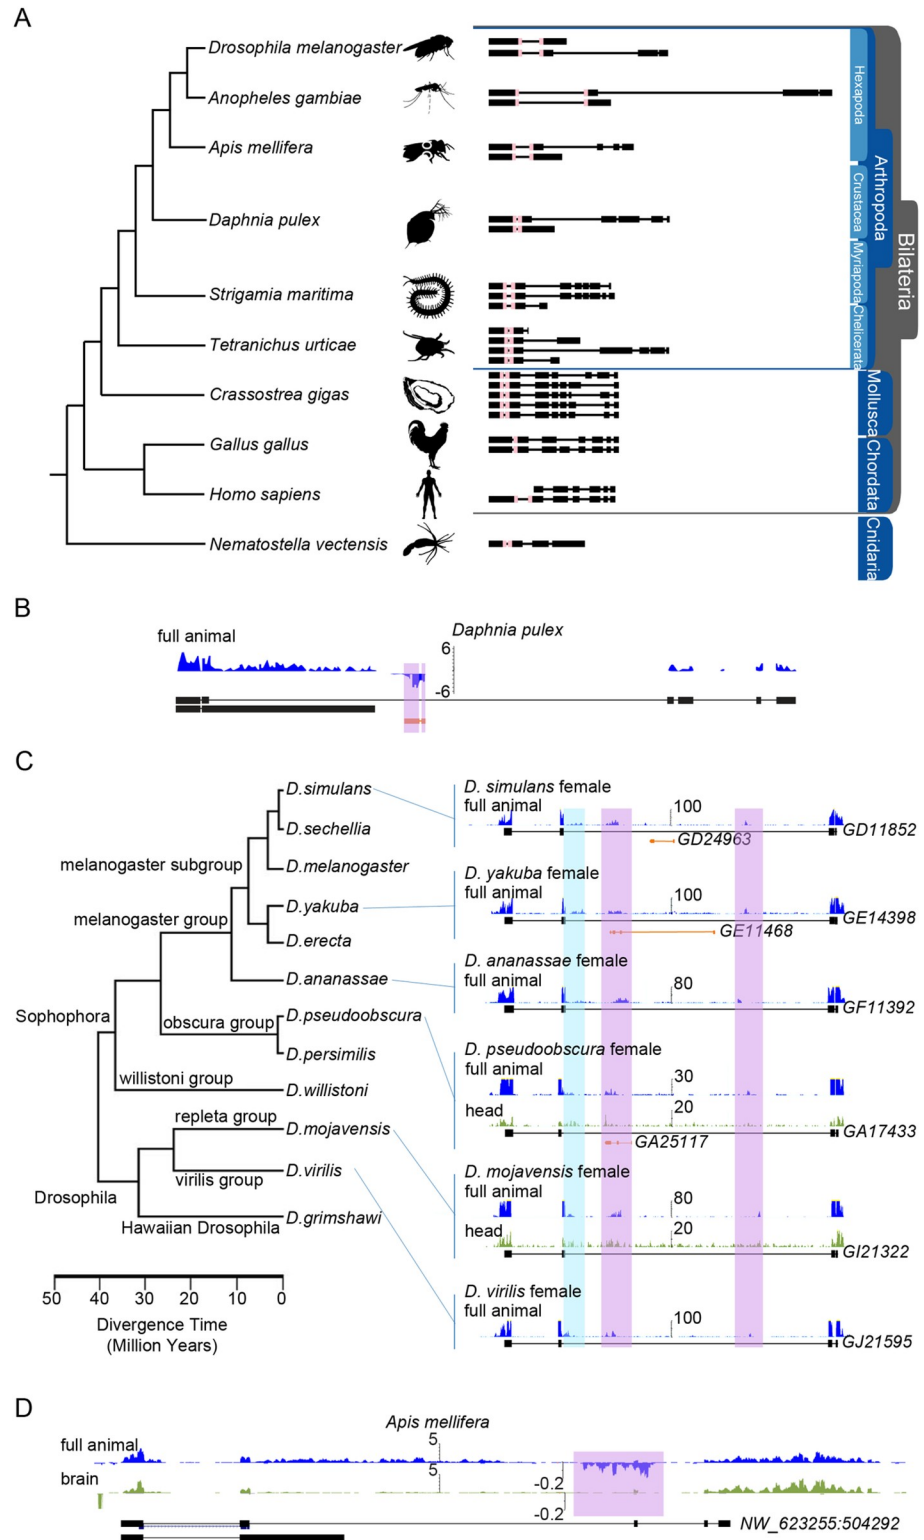 A
Drosophila melanogaster
Anopheles gambiae
Apis mellifera
Daphnia pulex
Strigamia maritima
Tetranichus urticae
Crassostrea gigas
Gallus gallus
Homo sapiens
Nematostella vectensis
Hexapoda
Crustacea
Myriapoda
Chelicerata
Arthropoda
Mollusca
Chordata
Cnidaria
Bilateria
B
Daphnia pulex
full animal
6
-6
C
D.simulans
D.sechellia
melanogaster subgroup
D.melanogaster
D.yakuba
melanogaster group
D.erecta
D.ananassae
Sophophora
D.pseudoobscura
obscura group
D.persimilis
willistoni group
D.willistoni
repleta group
D.mojavensis
D.virilis
virilis group
Drosophila
D.grimshawi
Hawaiian Drosophila
50 40 30 20 10 0
Divergence Time
(Million Years)
D. simulans female
full animal
100
GD11852
GD24963
D. yakuba female
full animal
100
GE14398
GE11468
D. ananassae female
full animal
80
GF11392
D. pseudoobscura female
full animal
30
head
20
GA17433
GA25117
D. mojavensis female
full animal
80
head
20
GI21322
D. virilis female
full animal
100
GJ21595
D
Apis mellifera
full animal
5
brain
5
-0.2
-0.2
NW_623255:504292